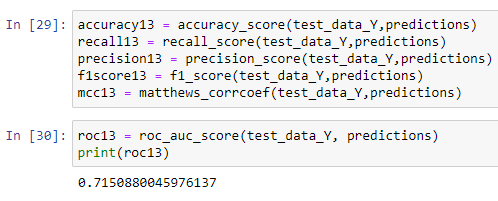 In [29]: accuracy13 = accuracy_score(test_data_Y,predictions)
recall13 = recall_score(test_data_Y,predictions)
precision13 = precision_score(test_data_Y,predictions)
f1score13 = f1_score(test_data_Y,predictions)
mcc13 = matthews_corrcoef(test_data_Y,predictions)
In [30]: roc13 = roc_auc_score(test_data_Y, predictions)
print(roc13)
0.7150880045976137